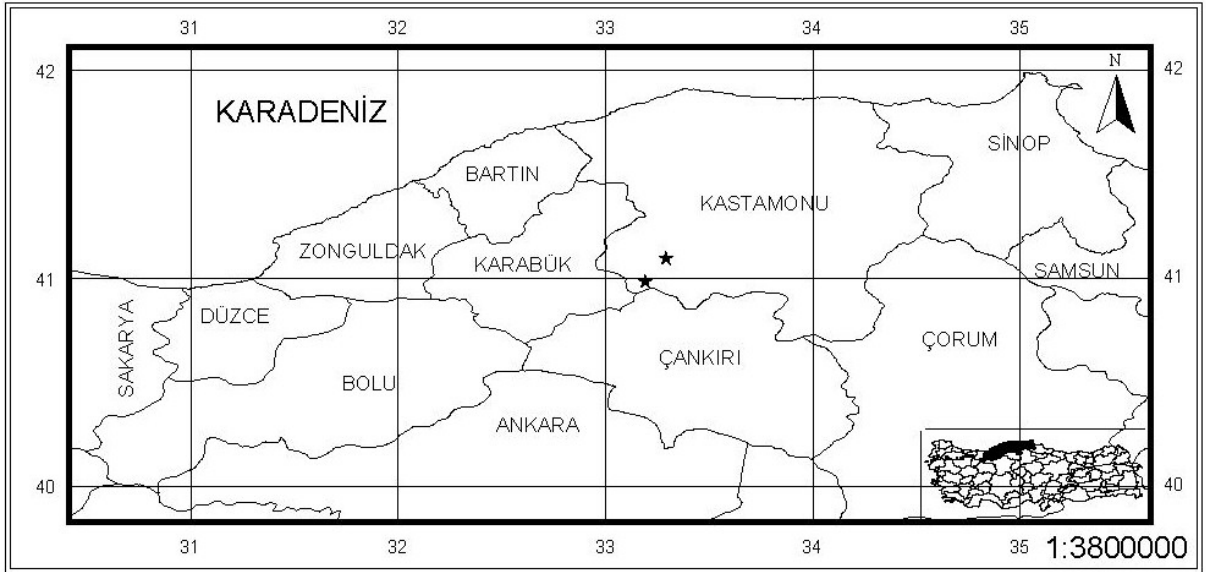 31 32 33 34 35
42 42
N
KARADENİZ
SİNOP
BARTIN
KASTAMONU
ZONGULDAK
KARABÜK
SAMSUN
41 41
DÜZCE
SAKARYA
ÇORUM
ÇANKIRI
BOLU
ANKARA
40 40
31 32 33 34 35
1:3800000